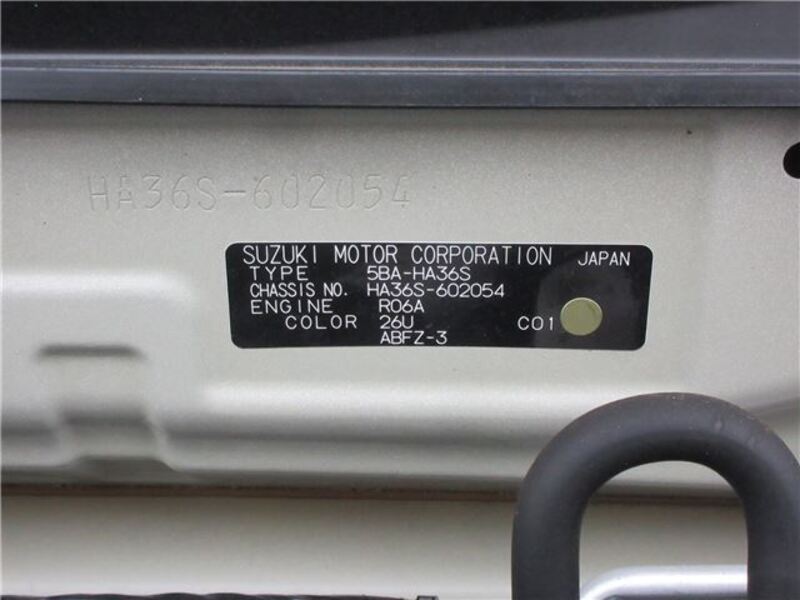 HA36S-602054
SUZUKI MOTOR CORPORATION JAPAN
TYPE 5BA-HA36S
CHASSIS NO. HA36S-602054
ENGINE R06A
COLOR 26U C01
ABFZ-3